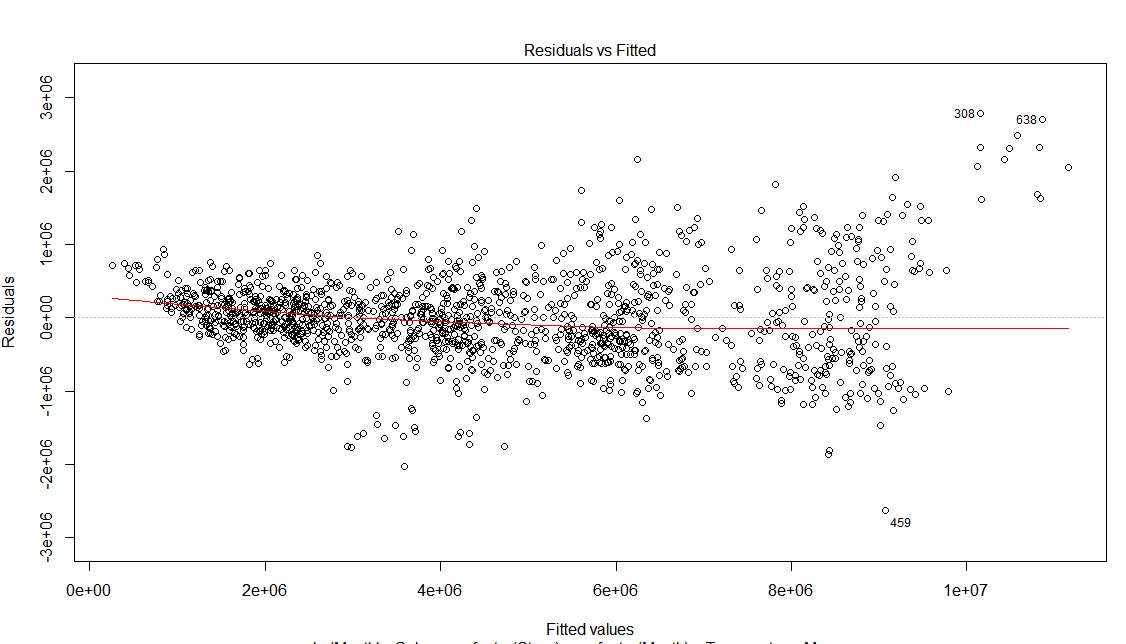 Residuals vs Fitted
3e+06
2e+06
1e+06
0e+00
-1e+06
-2e+06
-3e+06
Residuals
308
638
459
0e+00 2e+06 4e+06 6e+06 8e+06 1e+07
Fitted values